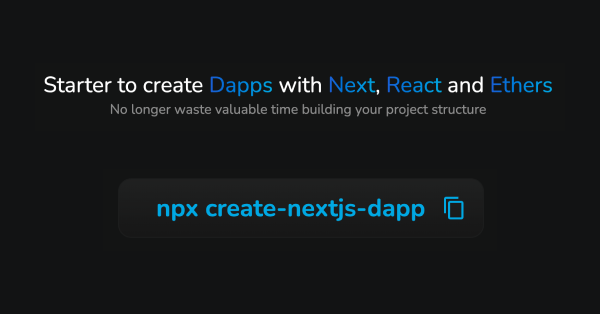 Starter to create Dapps with Next, React and Ethers
No longer waste valuable time building your project structure
npx create-nextjs-dapp